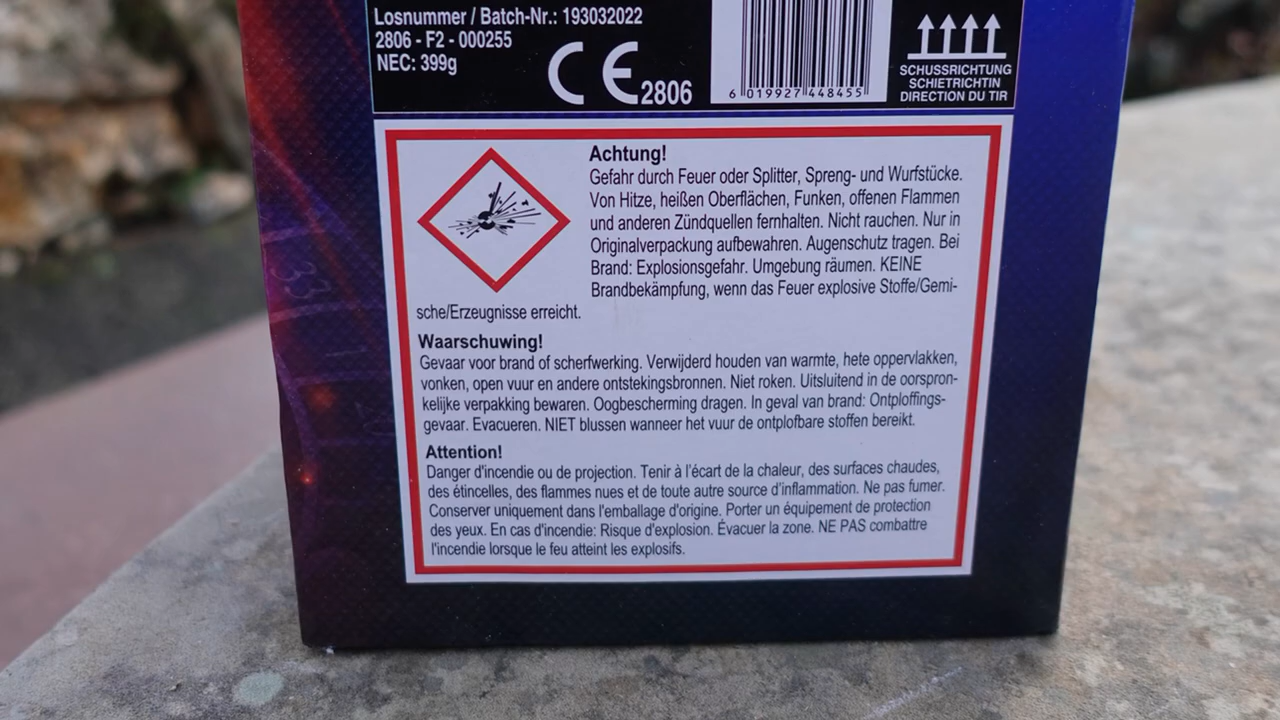 Losnummer / Batch-Nr.: 193032022
2806 - F2 - 000255
NEC: 399g
CE 2806
6 019927 448455
SCHUSSRICHTUNG
SCHIETRICHTIN
DIRECTION DU TIR
Achtung!
Gefahr durch Feuer oder Splitter, Spreng- und Wurfstücke.
Von Hitze, heißen Oberflächen, Funken, offenen Flammen
und anderen Zündquellen fernhalten. Nicht rauchen. Nur in
Originalverpackung aufbewahren. Augenschutz tragen. Bei
Brand: Explosionsgefahr. Umgebung räumen. KEINE
Brandbekämpfung, wenn das Feuer explosive Stoffe/Gemi-
sche/Erzeugnisse erreicht.
Waarschuwing!
Gevaar voor brand of scherfwerking. Verwijderd houden van warmte, hete oppervlakken,
vonken, open vuur en andere ontstekingsbronnen. Niet roken. Uitsluitend in de oorspron-
kelijke verpakking bewaren. Oogbescherming dragen. In geval van brand: Ontploffings-
gevaar. Evacueren. NIET blussen wanneer het vuur de ontplofbare stoffen bereikt.
Attention!
Danger d'incendie ou de projection. Tenir à l'écart de la chaleur, des surfaces chaudes,
des étincelles, des flammes nues et de toute autre source d'inflammation. Ne pas fumer.
Conserver uniquement dans l'emballage d'origine. Porter un équipement de protection
des yeux. En cas d'incendie: Risque d'explosion. Évacuer la zone. NE PAS combattre
l'incendie lorsque le feu atteint les explosifs.